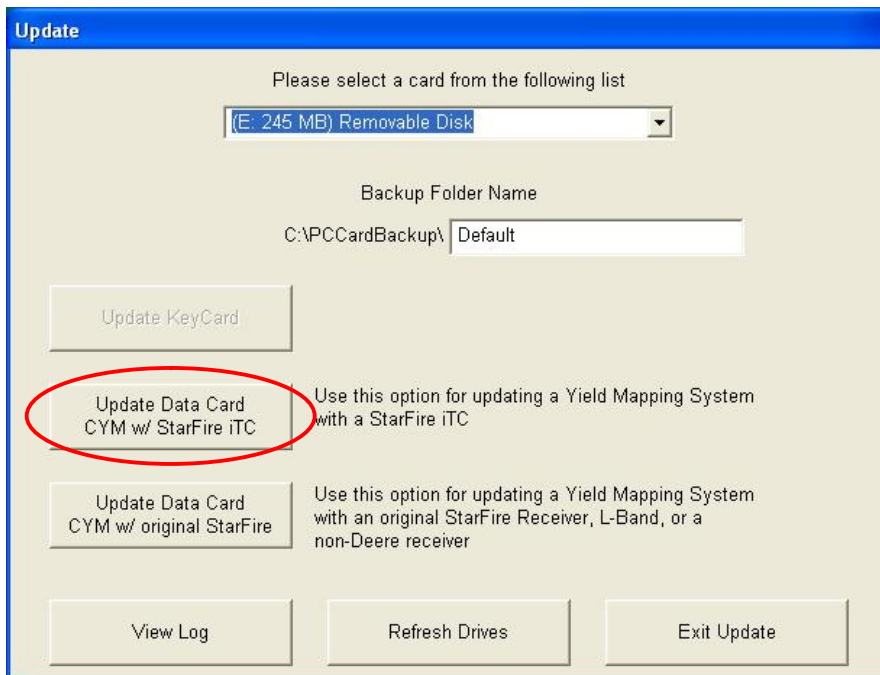 Update
Please select a card from the following list
(E: 245 MB) Removable Disk
Backup Folder Name
C:\PCCardBackup\ Default
Update KeyCard
Update Data Card
CYM w/ StarFire iTC
Use this option for updating a Yield Mapping System
with a StarFire iTC
Update Data Card
CYM w/ original StarFire
Use this option for updating a Yield Mapping System
with an original StarFire Receiver, L-Band, or a
non-Deere receiver
View Log
Refresh Drives
Exit Update